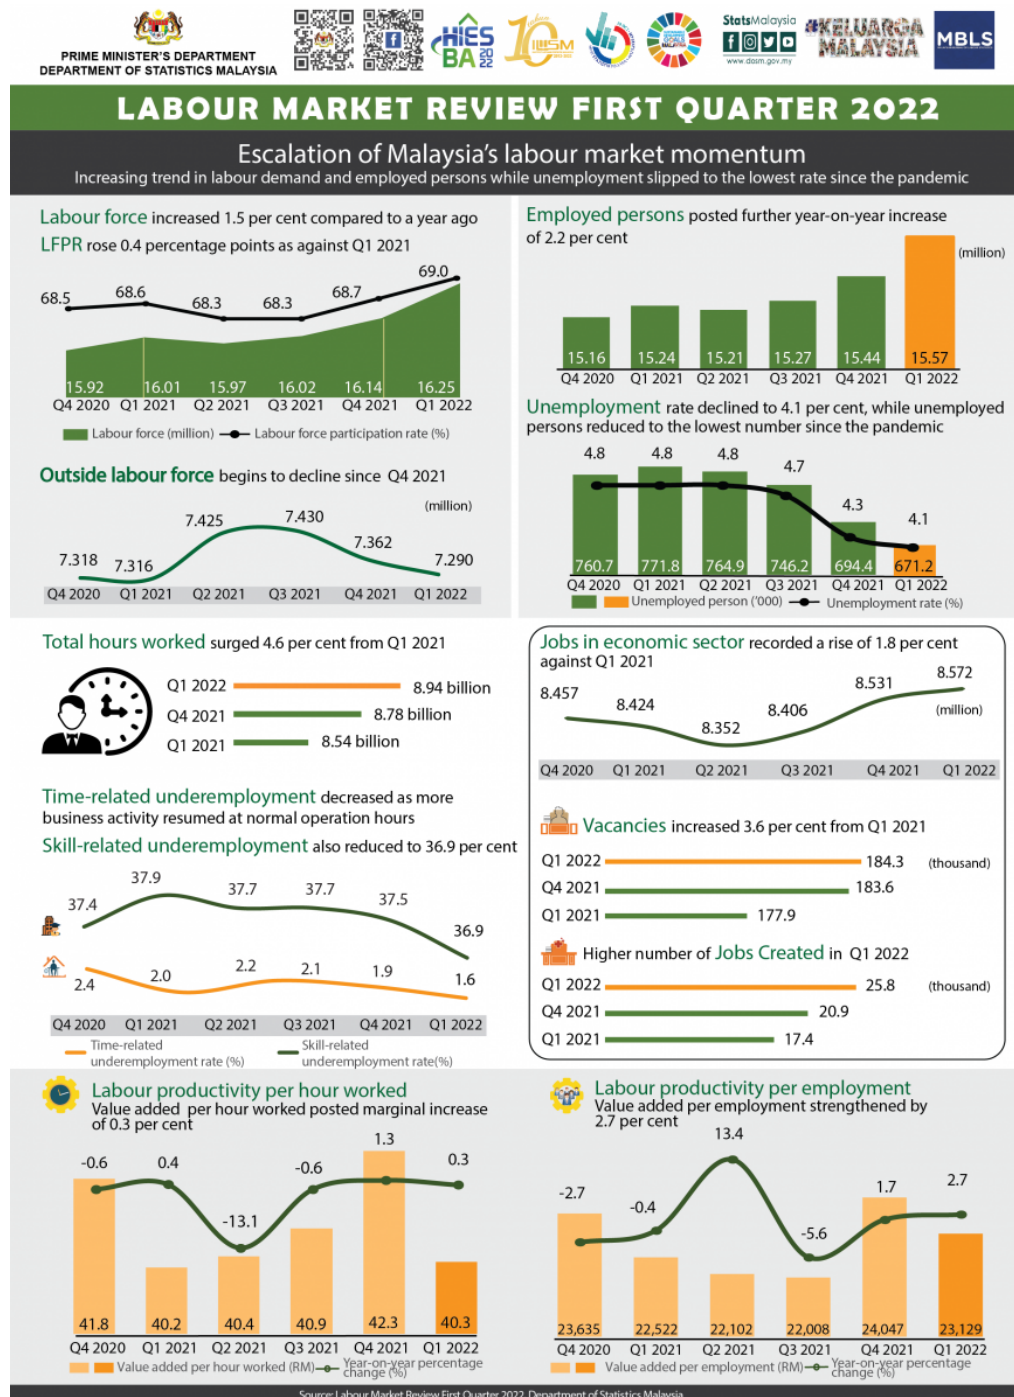 PRIME MINISTER'S DEPARTMENT
DEPARTMENT OF STATISTICS MALAYSIA
HIES
BA 2022
10
StatsMalaysia
www.dosm.gov.my
#KELUARGA
MALAYSIA
MBLS
LABOUR MARKET REVIEW FIRST QUARTER 2022
Escalation of Malaysia's labour market momentum
Increasing trend in labour demand and employed persons while unemployment slipped to the lowest rate since the pandemic
Labour force increased 1.5 per cent compared to a year ago
LFPR rose 0.4 percentage points as against Q1 2021
68.5 68.6 68.3 68.3 68.7 69.0
15.92 16.01 15.97 16.02 16.14 16.25
Q4 2020 Q1 2021 Q2 2021 Q3 2021 Q4 2021 Q1 2022
Labour force (million) Labour force participation rate (%)
Outside labour force begins to decline since Q4 2021
(million)
7.318 7.316 7.425 7.430 7.362 7.290
Q4 2020 Q1 2021 Q2 2021 Q3 2021 Q4 2021 Q1 2022
Employed persons posted further year-on-year increase
of 2.2 per cent
(million)
15.16 15.24 15.21 15.27 15.44 15.57
Q4 2020 Q1 2021 Q2 2021 Q3 2021 Q4 2021 Q1 2022
Unemployment rate declined to 4.1 per cent, while unemployed
persons reduced to the lowest number since the pandemic
4.8 4.8 4.8 4.7 4.3 4.1
760.7 771.8 764.9 746.2 694.4 671.2
Q4 2020 Q1 2021 Q2 2021 Q3 2021 Q4 2021 Q1 2022
Unemployed person ('000) Unemployment rate (%)
Total hours worked surged 4.6 per cent from Q1 2021
Q1 2022 8.94 billion
Q4 2021 8.78 billion
Q1 2021 8.54 billion
Time-related underemployment decreased as more
business activity resumed at normal operation hours
Skill-related underemployment also reduced to 36.9 per cent
37.4 37.9 37.7 37.7 37.5 36.9
2.4 2.0 2.2 2.1 1.9 1.6
Q4 2020 Q1 2021 Q2 2021 Q3 2021 Q4 2021 Q1 2022
Time-related Skill-related
underemployment rate (%) underemployment rate(%)
Jobs in economic sector recorded a rise of 1.8 per cent
against Q1 2021
8.457 8.424 8.352 8.406 8.531 8.572
(million)
Q4 2020 Q1 2021 Q2 2021 Q3 2021 Q4 2021 Q1 2022
Vacancies increased 3.6 per cent from Q1 2021
Q1 2022 184.3 (thousand)
Q4 2021 183.6
Q1 2021 177.9
Higher number of Jobs Created in Q1 2022
Q1 2022 25.8 (thousand)
Q4 2021 20.9
Q1 2021 17.4
Labour productivity per hour worked
Value added per hour worked posted marginal increase
of 0.3 per cent
-0.6 0.4 -13.1 -0.6 1.3 0.3
41.8 40.2 40.4 40.9 42.3 40.3
Q4 2020 Q1 2021 Q2 2021 Q3 2021 Q4 2021 Q1 2022
Value added per hour worked (RM) Year-on-year percentage
change (%)
Labour productivity per employment
Value added per employment strengthened by
2.7 per cent
-2.7 -0.4 13.4 -5.6 1.7 2.7
23,635 22,522 22,102 22,008 24,047 23,129
Q4 2020 Q1 2021 Q2 2021 Q3 2021 Q4 2021 Q1 2022
Value added per employment (RM) Year-on-year percentage
change (%)
Source: Labour Market Review First Quarter 2022, Department of Statistics Malaysia